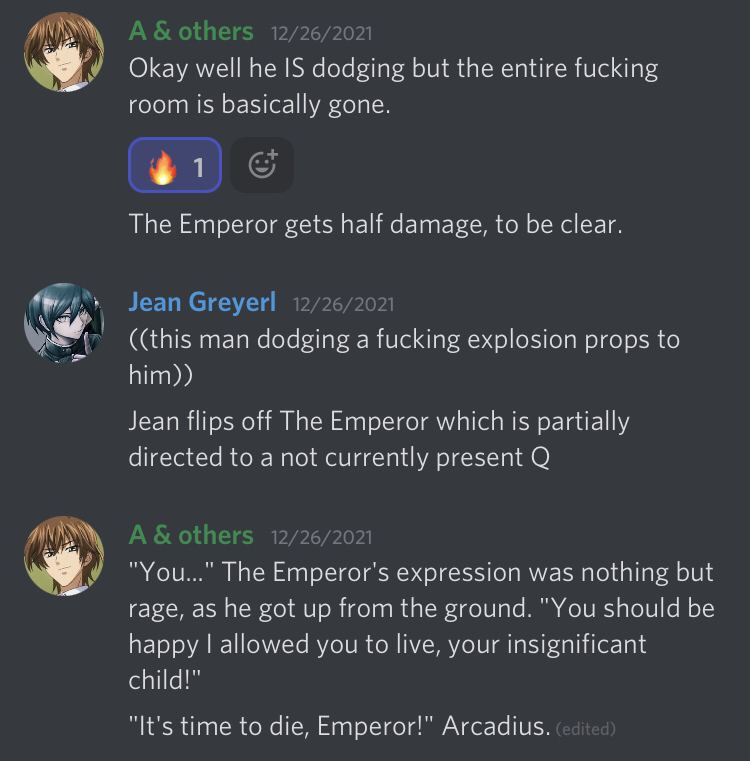 A & others 12/26/2021
Okay well he IS dodging but the entire fucking
room is basically gone.
🔥 1
The Emperor gets half damage, to be clear.
Jean Greyerl 12/26/2021
((this man dodging a fucking explosion props to
him))
Jean flips off The Emperor which is partially
directed to a not currently present Q
A & others 12/26/2021
"You..." The Emperor's expression was nothing but
rage, as he got up from the ground. "You should be
happy I allowed you to live, your insignificant
child!"
"It's time to die, Emperor!" Arcadius. (edited)